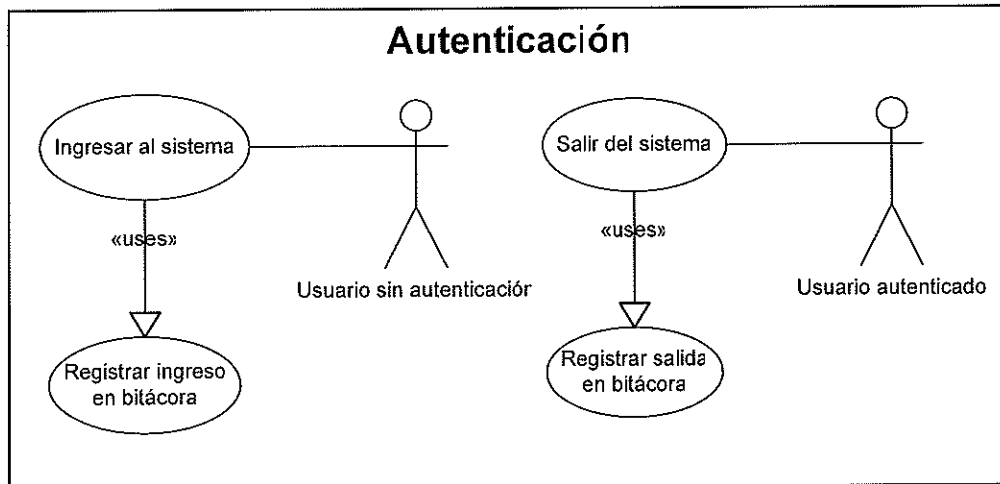 Autenticación
Ingresar al sistema
«uses»
Usuario sin autenticaciór
Registrar ingreso
en bitácora
Salir del sistema
«uses»
Usuario autenticado
Registrar salida
en bitácora